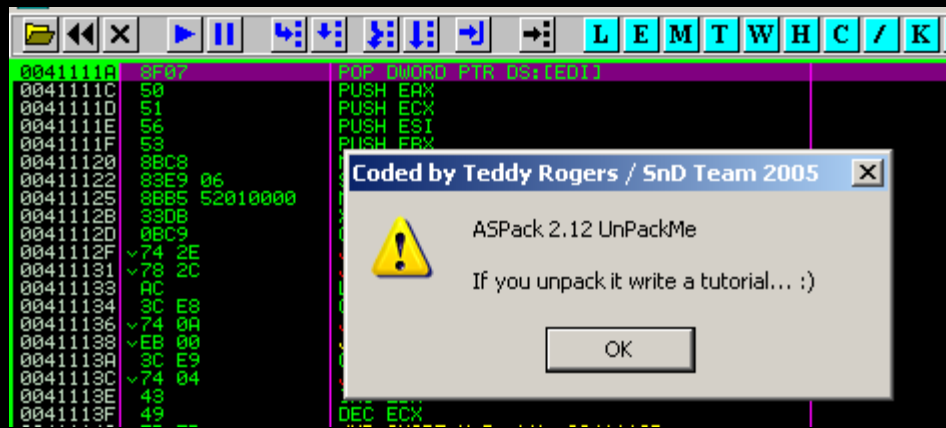 L E M T W H C / K
0041111A 8F07 POP DWORD PTR DS:[EDI]
0041111C 50 PUSH EAX
0041111D 51 PUSH ECX
0041111E 56 PUSH ESI
0041111F 53 PUSH EBX
00411120 8BC8
00411122 83E9 06
00411125 8BB5 52010000
0041112B 33DB
0041112D 0BC9
0041112F 74 2E
00411131 78 2C
00411133 AC
00411134 3C E8
00411136 74 0A
00411138 EB 00
0041113A 3C E9
0041113C 74 04
0041113E 43
0041113F 49 DEC ECX
Coded by Teddy Rogers / SnD Team 2005
ASPack 2.12 UnPackMe
If you unpack it write a tutorial... :)
OK